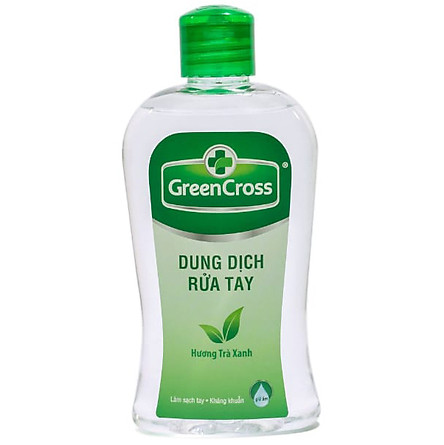 GreenCross®
DUNG DỊCH
RỬA TAY
Hương Trà Xanh
Làm sạch tay • Kháng khuẩn